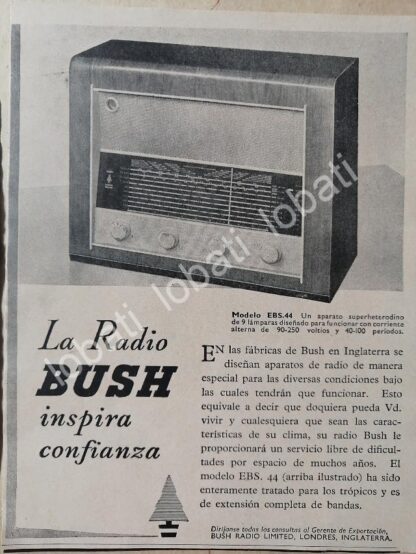 Modelo EBS.44 Un aparato superheterodino
de 9 lámparas diseñado para funcionar con corriente
alterna de 90-250 voltios y 40-100 períodos.
La Radio
BUSH
inspira
confianza
EN las fábricas de Bush en Inglaterra se
diseñan aparatos de radio de manera
especial para las diversas condiciones bajo
las cuales tendrán que funcionar. Esto
equivale a decir que doquiera pueda Vd.
vivir y cualesquiera que sean las carac-
terísticas de su clima, su radio Bush le
proporcionará un servicio libre de dificul-
tades por espacio de muchos años. El
modelo EBS. 44 (arriba ilustrado) ha sido
enteramente tratado para los trópicos y es
de extensión completa de bandas.
Diríjanse todas las consultas al Gerente de Exportación,
BUSH RADIO LIMITED, LONDRES, INGLATERRA.
lobati lobati lobati
lobati lobati lobati